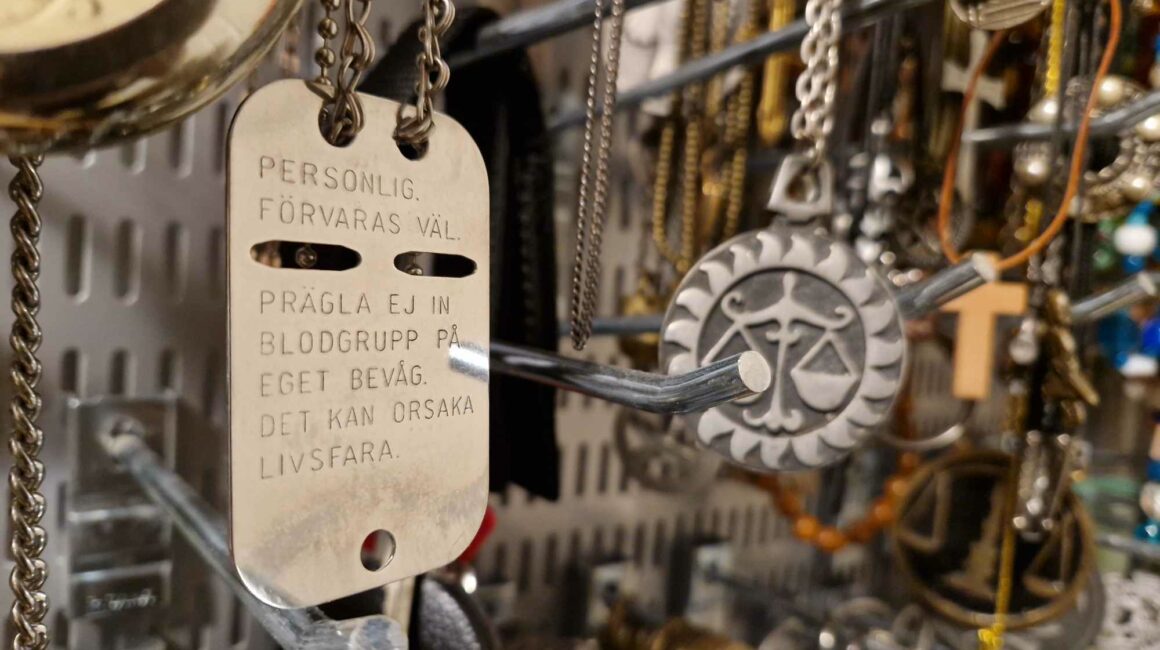 PERSONLIG.
FÖRVARAS VÄL.
PRÄGLA EJ IN
BLODGRUPP PÅ
EGET BEVÅG.
DET KAN ORSAKA
LIVSFARA.